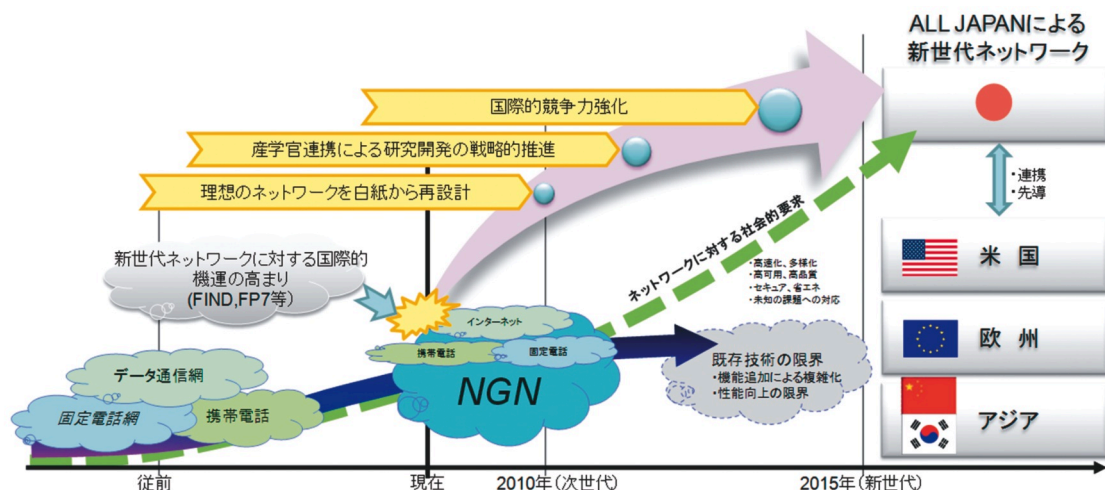 ALL JAPANによる
新世代ネットワーク
国際的競争力強化
産学官連携による研究開発の戦略的推進
理想のネットワークを白紙から再設計
・連携
・先導
新世代ネットワークに対する国際的
機運の高まり
(FIND,FP7等)
ネットワークに対する社会的要求
・高速化、多様化
・高可用、高品質
・セキュア、省エネ
・未知の課題への対応
米 国
インターネット
携帯電話
固定電話
NGN
既存技術の限界
・機能追加による複雑化
・性能向上の限界
欧 州
データ通信網
固定電話網
携帯電話
アジア
従前
現在
2010年(次世代)
2015年(新世代)